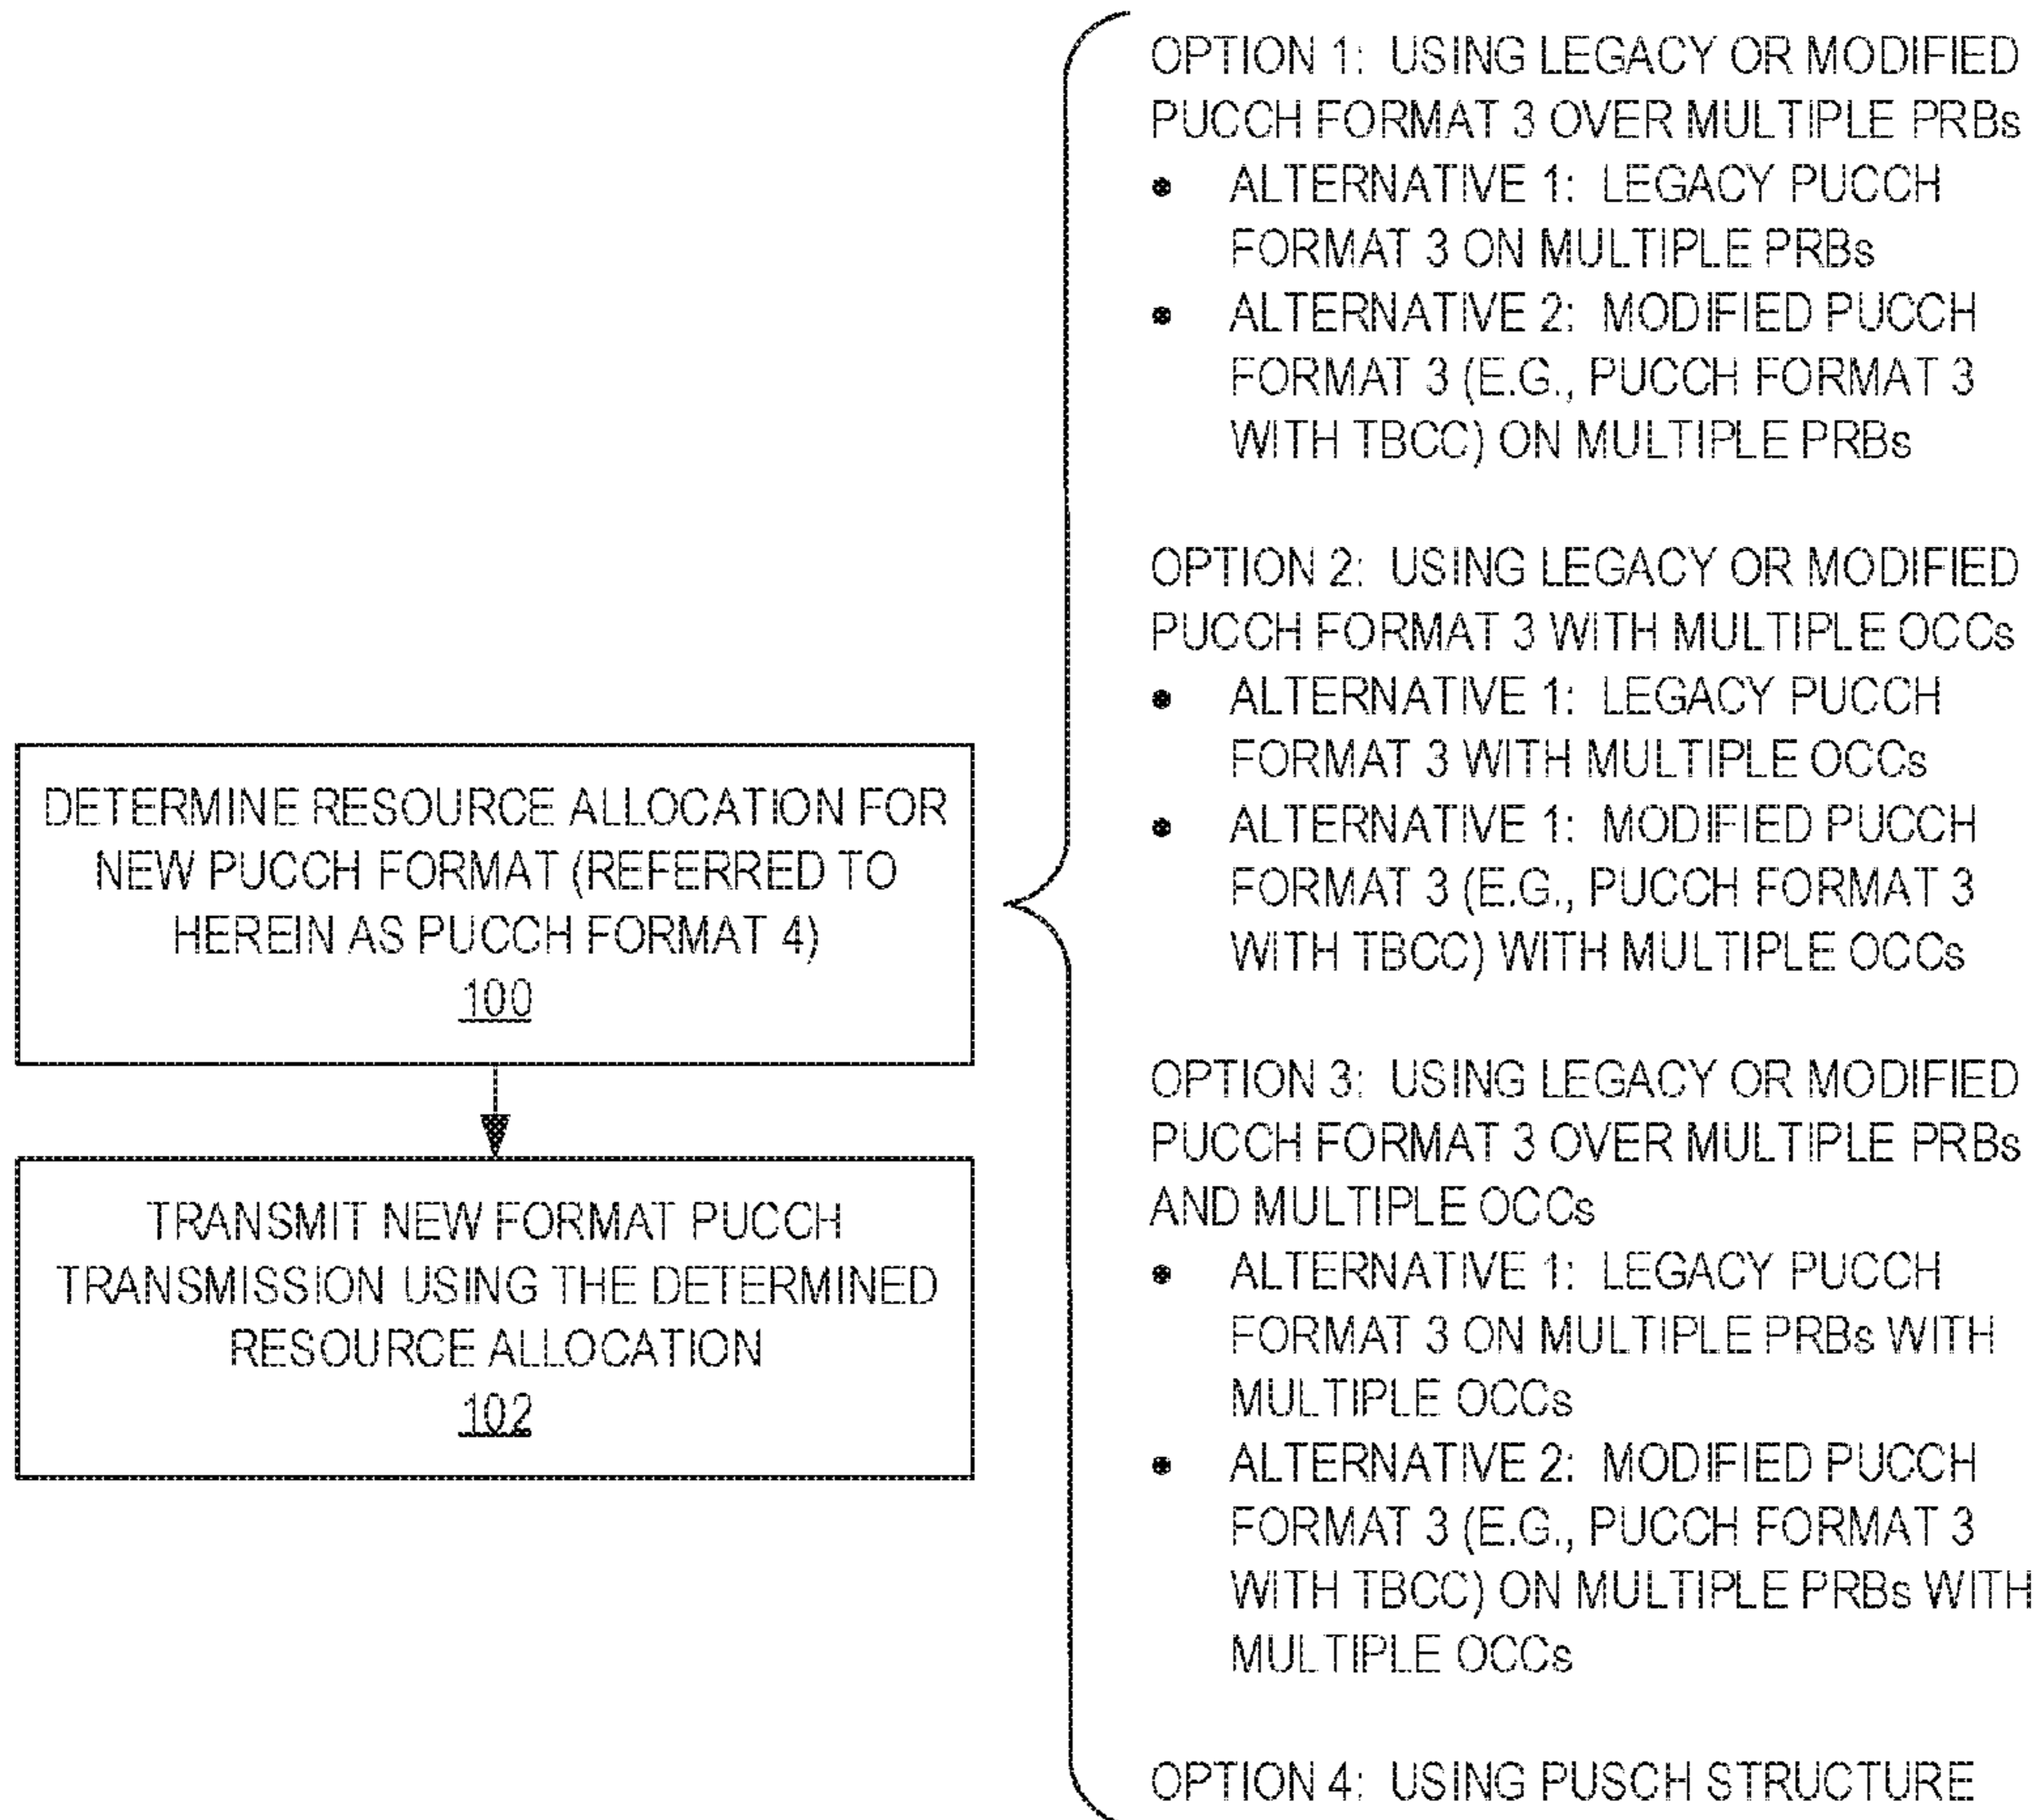 DETERMINE RESOURCE ALLOCATION FOR
NEW PUCCH FORMAT (REFERRED TO
HEREIN AS PUCCH FORMAT 4)
100
TRANSMIT NEW FORMAT PUCCH
TRANSMISSION USING THE DETERMINED
RESOURCE ALLOCATION
102
OPTION 1: USING LEGACY OR MODIFIED
PUCCH FORMAT 3 OVER MULTIPLE PRBs
• ALTERNATIVE 1: LEGACY PUCCH
FORMAT 3 ON MULTIPLE PRBs
• ALTERNATIVE 2: MODIFIED PUCCH
FORMAT 3 (E.G., PUCCH FORMAT 3
WITH TBCC) ON MULTIPLE PRBs
OPTION 2: USING LEGACY OR MODIFIED
PUCCH FORMAT 3 WITH MULTIPLE OCCs
• ALTERNATIVE 1: LEGACY PUCCH
FORMAT 3 WITH MULTIPLE OCCs
• ALTERNATIVE 1: MODIFIED PUCCH
FORMAT 3 (E.G., PUCCH FORMAT 3
WITH TBCC) WITH MULTIPLE OCCs
OPTION 3: USING LEGACY OR MODIFIED
PUCCH FORMAT 3 OVER MULTIPLE PRBs
AND MULTIPLE OCCs
• ALTERNATIVE 1: LEGACY PUCCH
FORMAT 3 ON MULTIPLE PRBs WITH
MULTIPLE OCCs
• ALTERNATIVE 2: MODIFIED PUCCH
FORMAT 3 (E.G., PUCCH FORMAT 3
WITH TBCC) ON MULTIPLE PRBs WITH
MULTIPLE OCCs
OPTION 4: USING PUSCH STRUCTURE